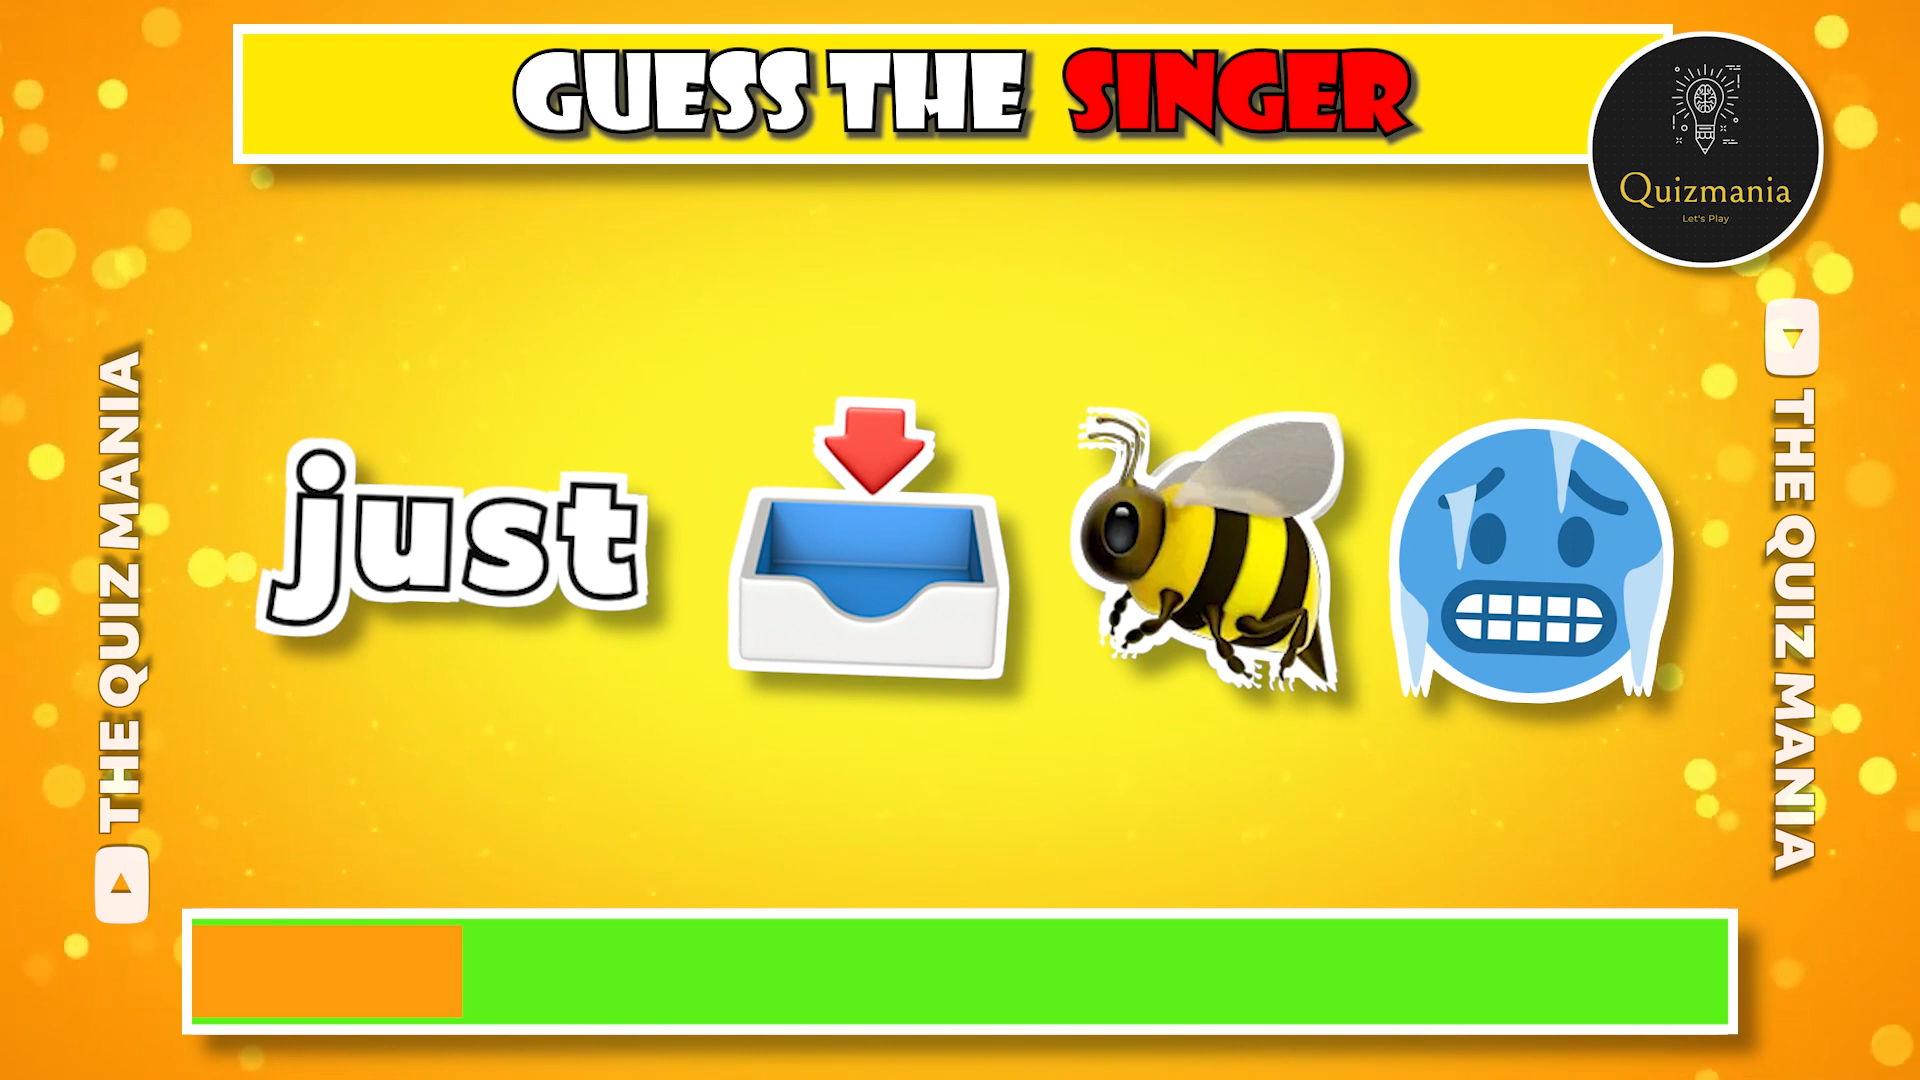 GUESS THE SINGER
Quizmania
Let's Play
THE QUIZ MANIA
just
THE QUIZ MANIA